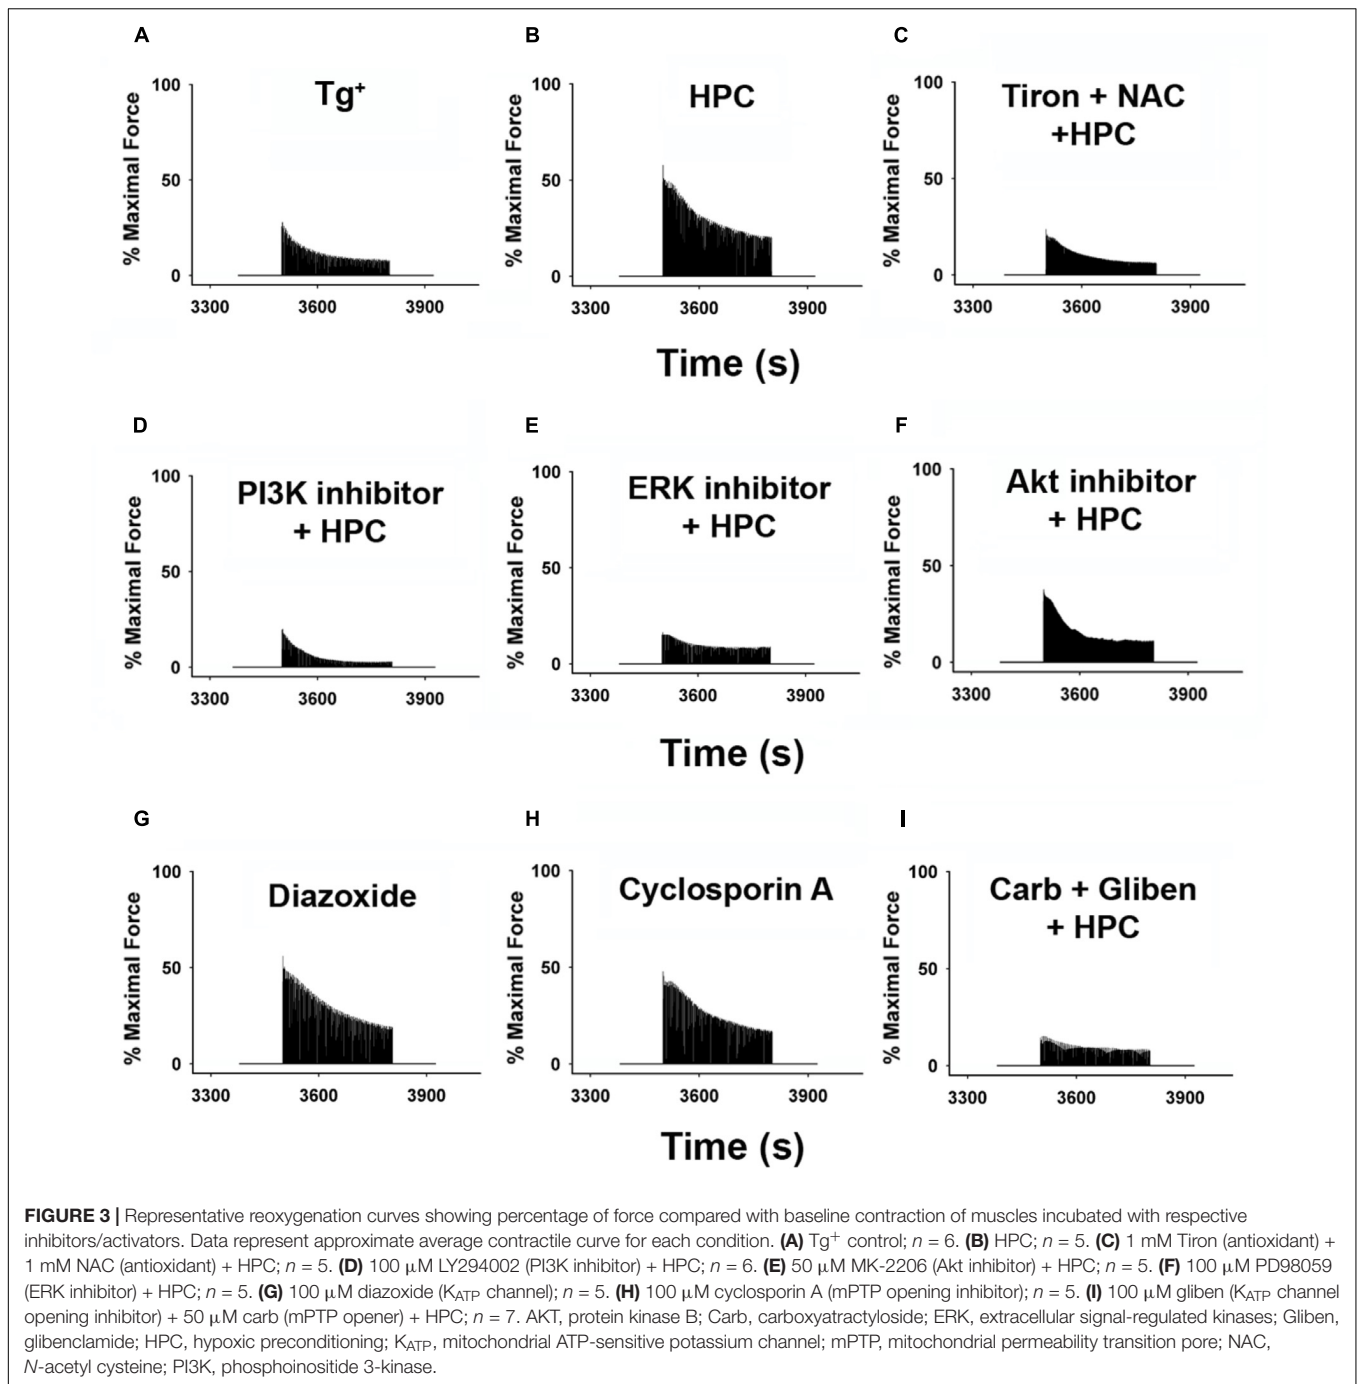 A
B
C
Tg⁺
HPC
Tiron + NAC
+HPC
% Maximal Force
100
50
0
3300 3600 3900
% Maximal Force
100
50
0
3300 3600 3900
% Maximal Force
100
50
0
3300 3600 3900
Time (s)
D
E
F
PI3K inhibitor
+ HPC
ERK inhibitor
+ HPC
Akt inhibitor
+ HPC
% Maximal Force
100
50
0
3300 3600 3900
% Maximal Force
100
50
0
3300 3600 3900
% Maximal Force
100
50
0
3300 3600 3900
Time (s)
G
H
I
Diazoxide
Cyclosporin A
Carb + Gliben
+ HPC
% Maximal Force
100
50
0
3300 3600 3900
% Maximal Force
100
50
0
3300 3600 3900
% Maximal Force
100
50
0
3300 3600 3900
Time (s)
FIGURE 3 | Representative reoxygenation curves showing percentage of force compared with baseline contraction of muscles incubated with respective
inhibitors/activators. Data represent approximate average contractile curve for each condition. (A) Tg⁺ control; n = 6. (B) HPC; n = 5. (C) 1 mM Tiron (antioxidant) +
1 mM NAC (antioxidant) + HPC; n = 5. (D) 100 μM LY294002 (PI3K inhibitor) + HPC; n = 6. (E) 50 μM MK-2206 (Akt inhibitor) + HPC; n = 5. (F) 100 μM PD98059
(ERK inhibitor) + HPC; n = 5. (G) 100 μM diazoxide (K_ATP channel); n = 5. (H) 100 μM cyclosporin A (mPTP opening inhibitor); n = 5. (I) 100 μM gliben (K_ATP channel
opening inhibitor) + 50 μM carb (mPTP opener) + HPC; n = 7. AKT, protein kinase B; Carb, carboxyatractyloside; ERK, extracellular signal-regulated kinases; Gliben,
glibenclamide; HPC, hypoxic preconditioning; K_ATP, mitochondrial ATP-sensitive potassium channel; mPTP, mitochondrial permeability transition pore; NAC,
N-acetyl cysteine; PI3K, phosphoinositide 3-kinase.